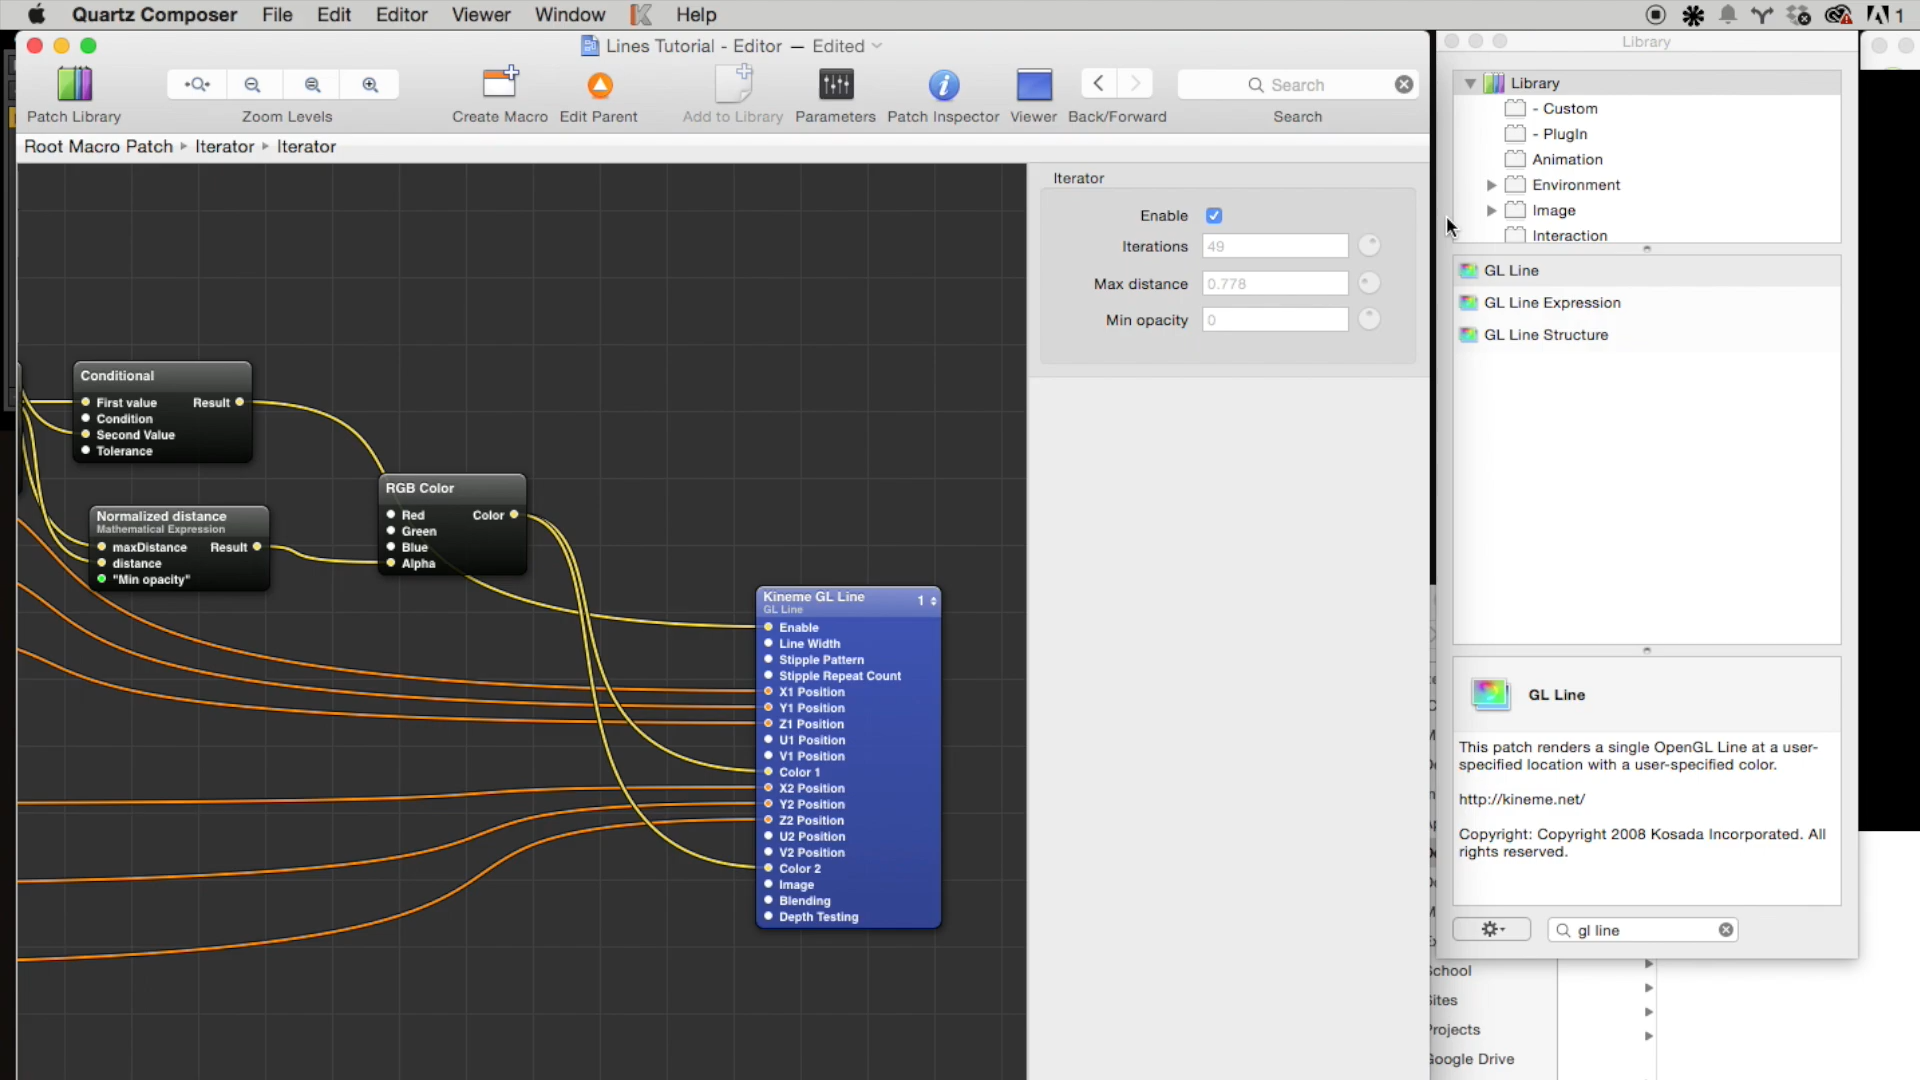 Quartz Composer File Edit Editor Viewer Window Help 1
Lines Tutorial - Editor — Edited
Patch Library
Zoom Levels
Create Macro
Edit Parent
Add to Library
Parameters
Patch Inspector
Viewer
Back/Forward
Search
Search
Root Macro Patch Iterator Iterator
Iterator
Enable
Iterations 49
Max distance 0.778
Min opacity 0
Conditional
First value Result
Condition
Second Value
Tolerance
Normalized distance
Mathematical Expression
maxDistance Result
distance
"Min opacity"
RGB Color
Red Color
Green
Blue
Alpha
Kineme GL Line 1
GL Line
Enable
Line Width
Stipple Pattern
Stipple Repeat Count
X1 Position
Y1 Position
Z1 Position
U1 Position
V1 Position
Color 1
X2 Position
Y2 Position
Z2 Position
U2 Position
V2 Position
Color 2
Image
Blending
Depth Testing
Library
Library
- Custom
- PlugIn
Animation
Environment
Image
Interaction
GL Line
GL Line Expression
GL Line Structure
GL Line
This patch renders a single OpenGL Line at a user-
specified location with a user-specified color.
http://kineme.net/
Copyright: Copyright 2008 Kosada Incorporated. All
rights reserved.
gl line
School
Sites
Projects
Google Drive